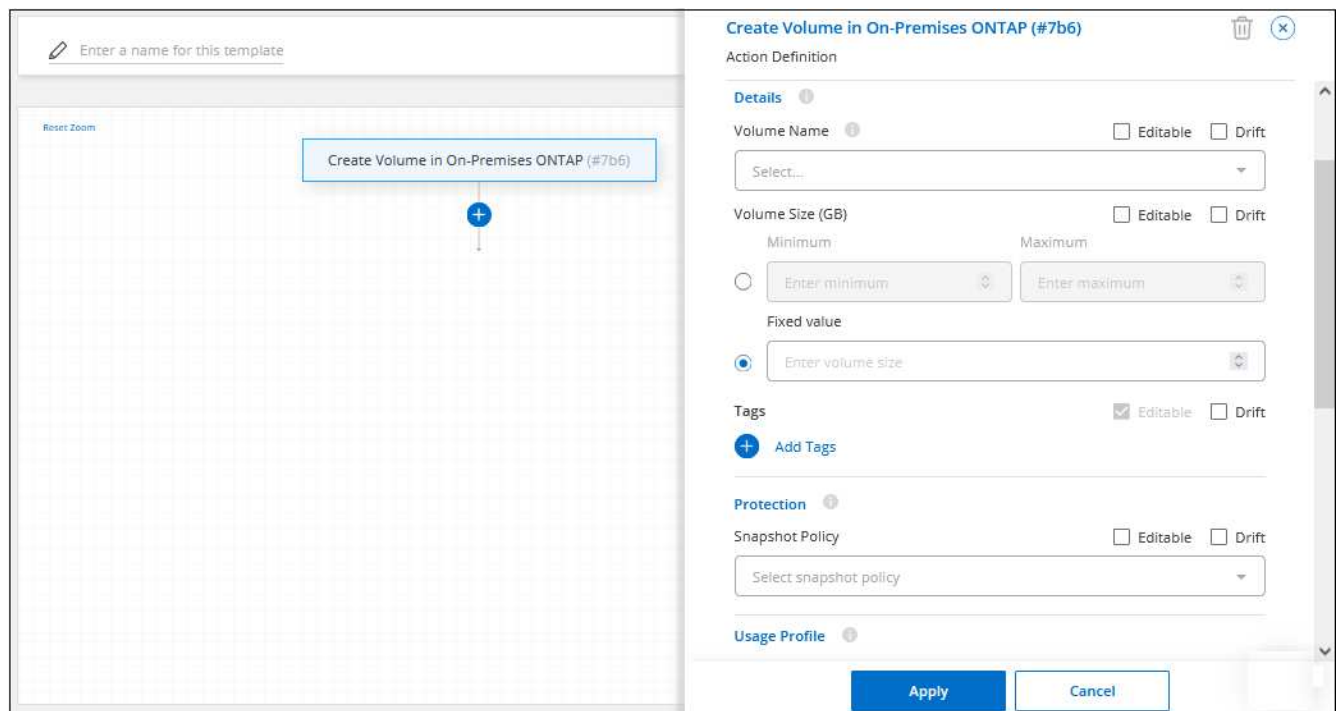 Enter a name for this template
Reset Zoom
Create Volume in On-Premises ONTAP (#7b6)
Create Volume in On-Premises ONTAP (#7b6)
Action Definition
Details
Volume Name Editable Drift
Select...
Volume Size (GB) Editable Drift
Minimum Maximum
Enter minimum Enter maximum
Fixed value
Enter volume size
Tags Editable Drift
Add Tags
Protection
Snapshot Policy Editable Drift
Select snapshot policy
Usage Profile
Apply Cancel